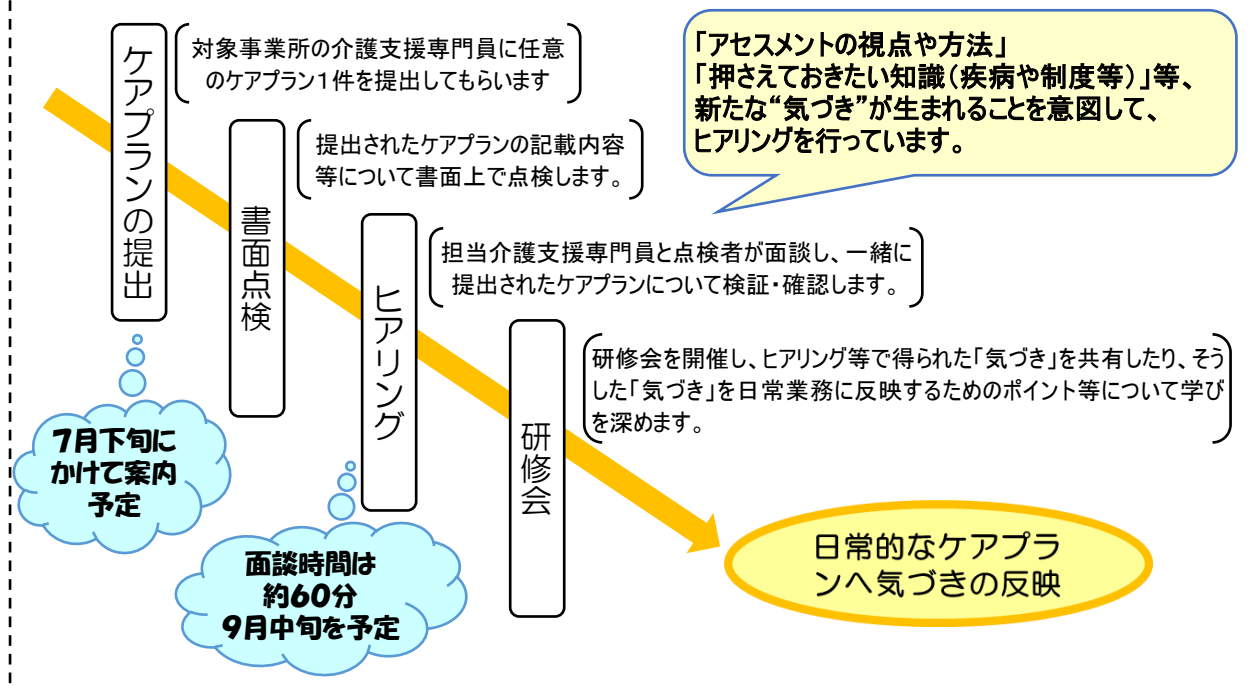 ケアプランの提出
対象事業所の介護支援専門員に任意
のケアプラン1件を提出してもらいます
「アセスメントの視点や方法」
「押さえておきたい知識(疾病や制度等)」等、
新たな“気づき”が生まれることを意図して、
ヒアリングを行っています。
書面点検
提出されたケアプランの記載内容
等について書面上で点検します。
ヒアリング
担当介護支援専門員と点検者が面談し、一緒に
提出されたケアプランについて検証・確認します。
研修会
研修会を開催し、ヒアリング等で得られた「気づき」を共有したり、そう
した「気づき」を日常業務に反映するためのポイント等について学び
を深めます。
7月下旬に
かけて案内
予定
面談時間は
約60分
9月中旬を予定
日常的なケアプラ
ンへ気づきの反映